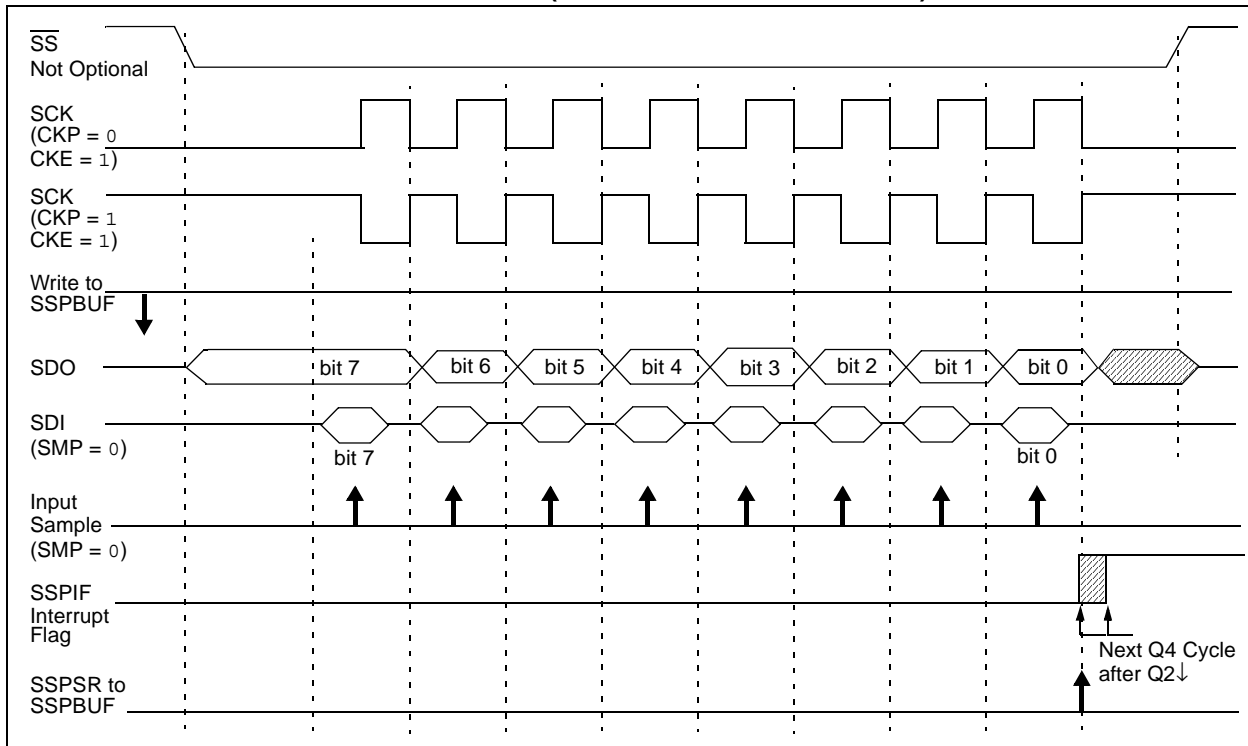 SS
Not Optional
SCK
(CKP = 0
CKE = 1)
SCK
(CKP = 1
CKE = 1)
Write to
SSPBUF
SDO
bit 7
bit 6
bit 5
bit 4
bit 3
bit 2
bit 1
bit 0
SDI
(SMP = 0)
bit 7
bit 0
Input
Sample
(SMP = 0)
SSPIF
Interrupt
Flag
Next Q4 Cycle
after Q2↓
SSPSR to
SSPBUF